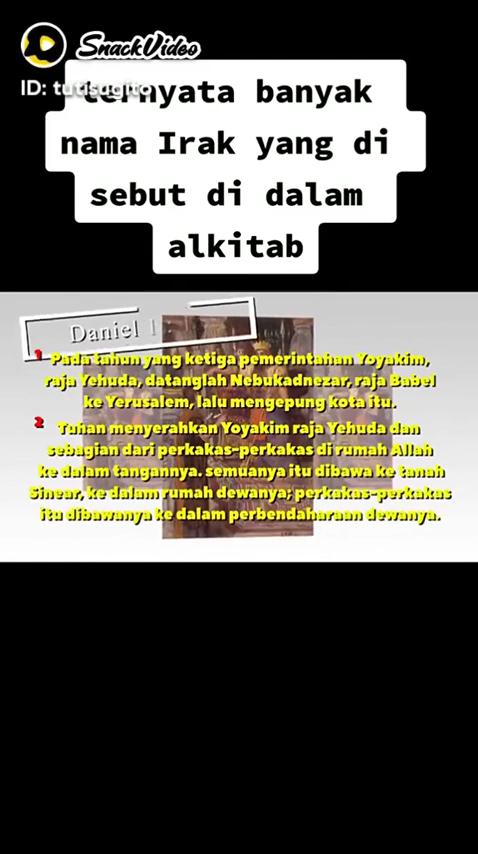 SnackVideo
ID: tutisugito
ternyata banyak
nama Irak yang di
sebut di dalam
alkitab
Daniel 1
1 Pada tahun yang ketiga pemerintahan Yoyakim,
raja Yehuda, datanglah Nebukadnezar, raja Babel
ke Yerusalem, lalu mengepung kota itu.
2 Tuhan menyerahkan Yoyakim raja Yehuda dan
sebagian dari perkakas-perkakas di rumah Allah
ke dalam tangannya. semuanya itu dibawa ke tanah
Sinear, ke dalam rumah dewanya; perkakas-perkakas
itu dibawanya ke dalam perbendaharaan dewanya.